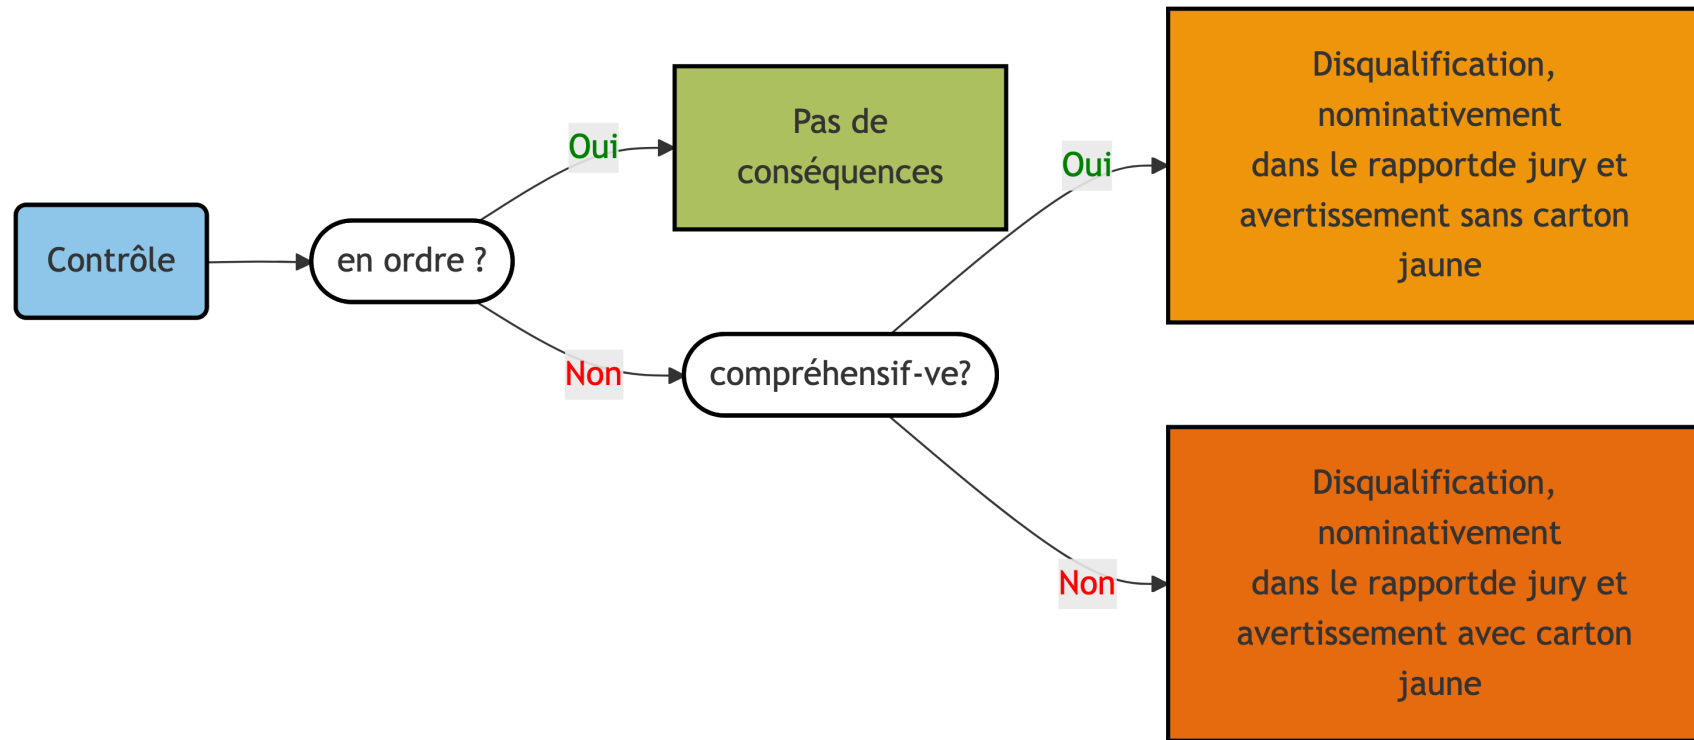 Contrôle
en ordre ?
Oui
Pas de
conséquences
Non
compréhensif-ve?
Oui
Disqualification,
nominativement
dans le rapportde jury et
avertissement sans carton
jaune
Non
Disqualification,
nominativement
dans le rapportde jury et
avertissement avec carton
jaune